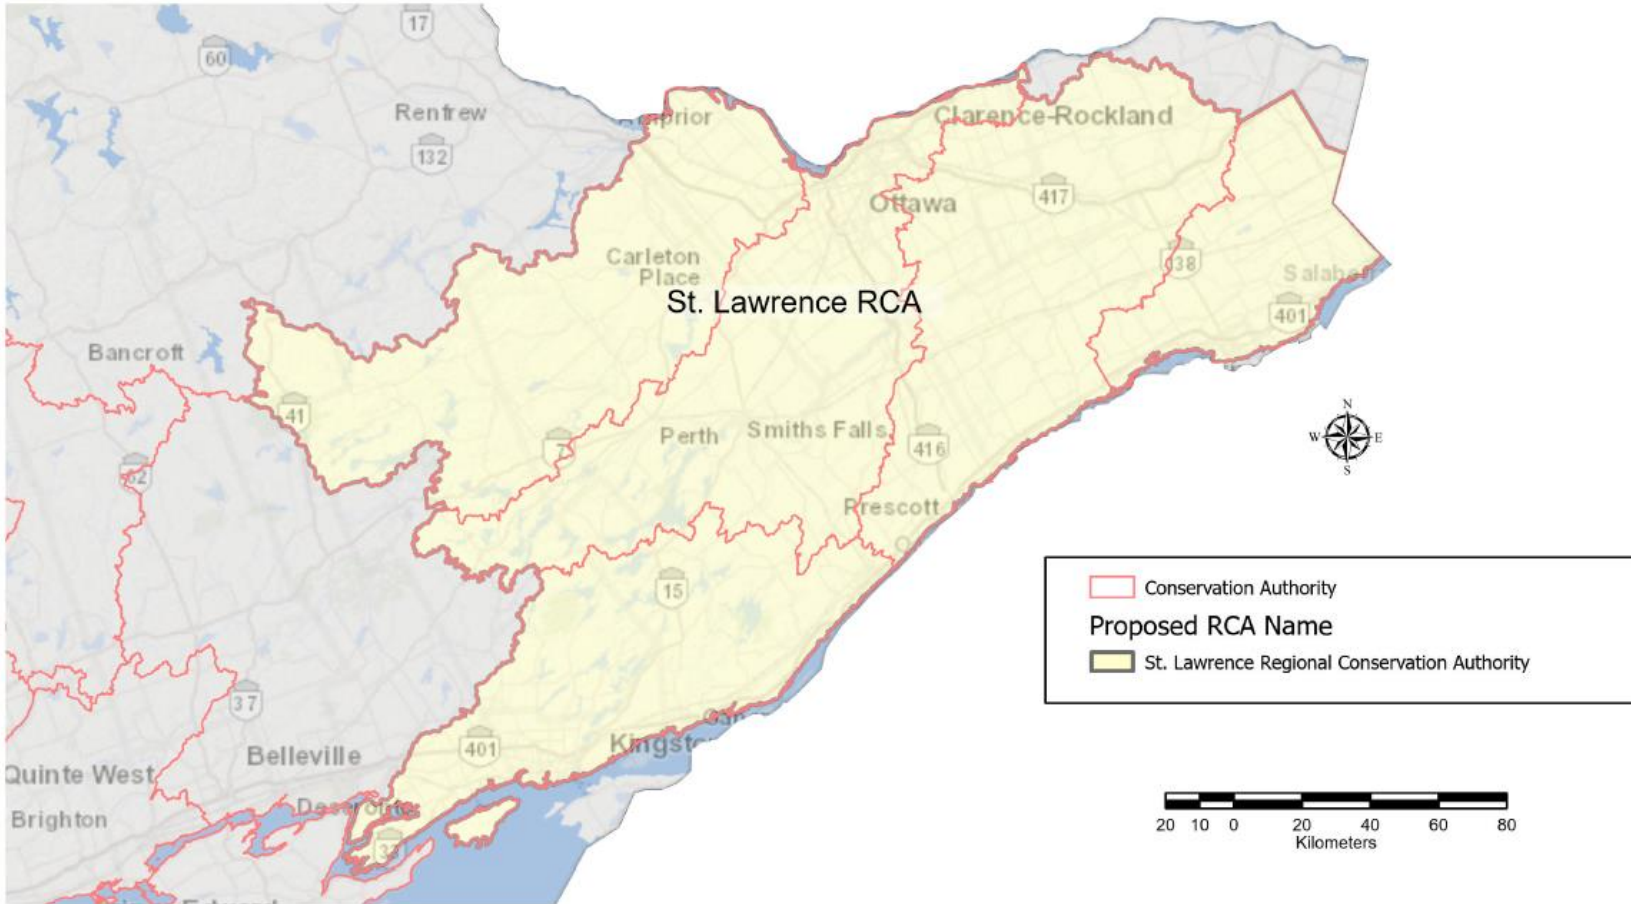 17
60
Renfrew
132
Clarence-Rockland
417
Ottawa
Carleton
Place
138
St. Lawrence RCA
401
Bancroft
41
7
Perth
Smiths Falls
416
62
Prescott
15
N
W E
S
Conservation Authority
Proposed RCA Name
St. Lawrence Regional Conservation Authority
37
Belleville
401
Quinte West
Brighton
33
20 10 0 20 40 60 80
Kilometers